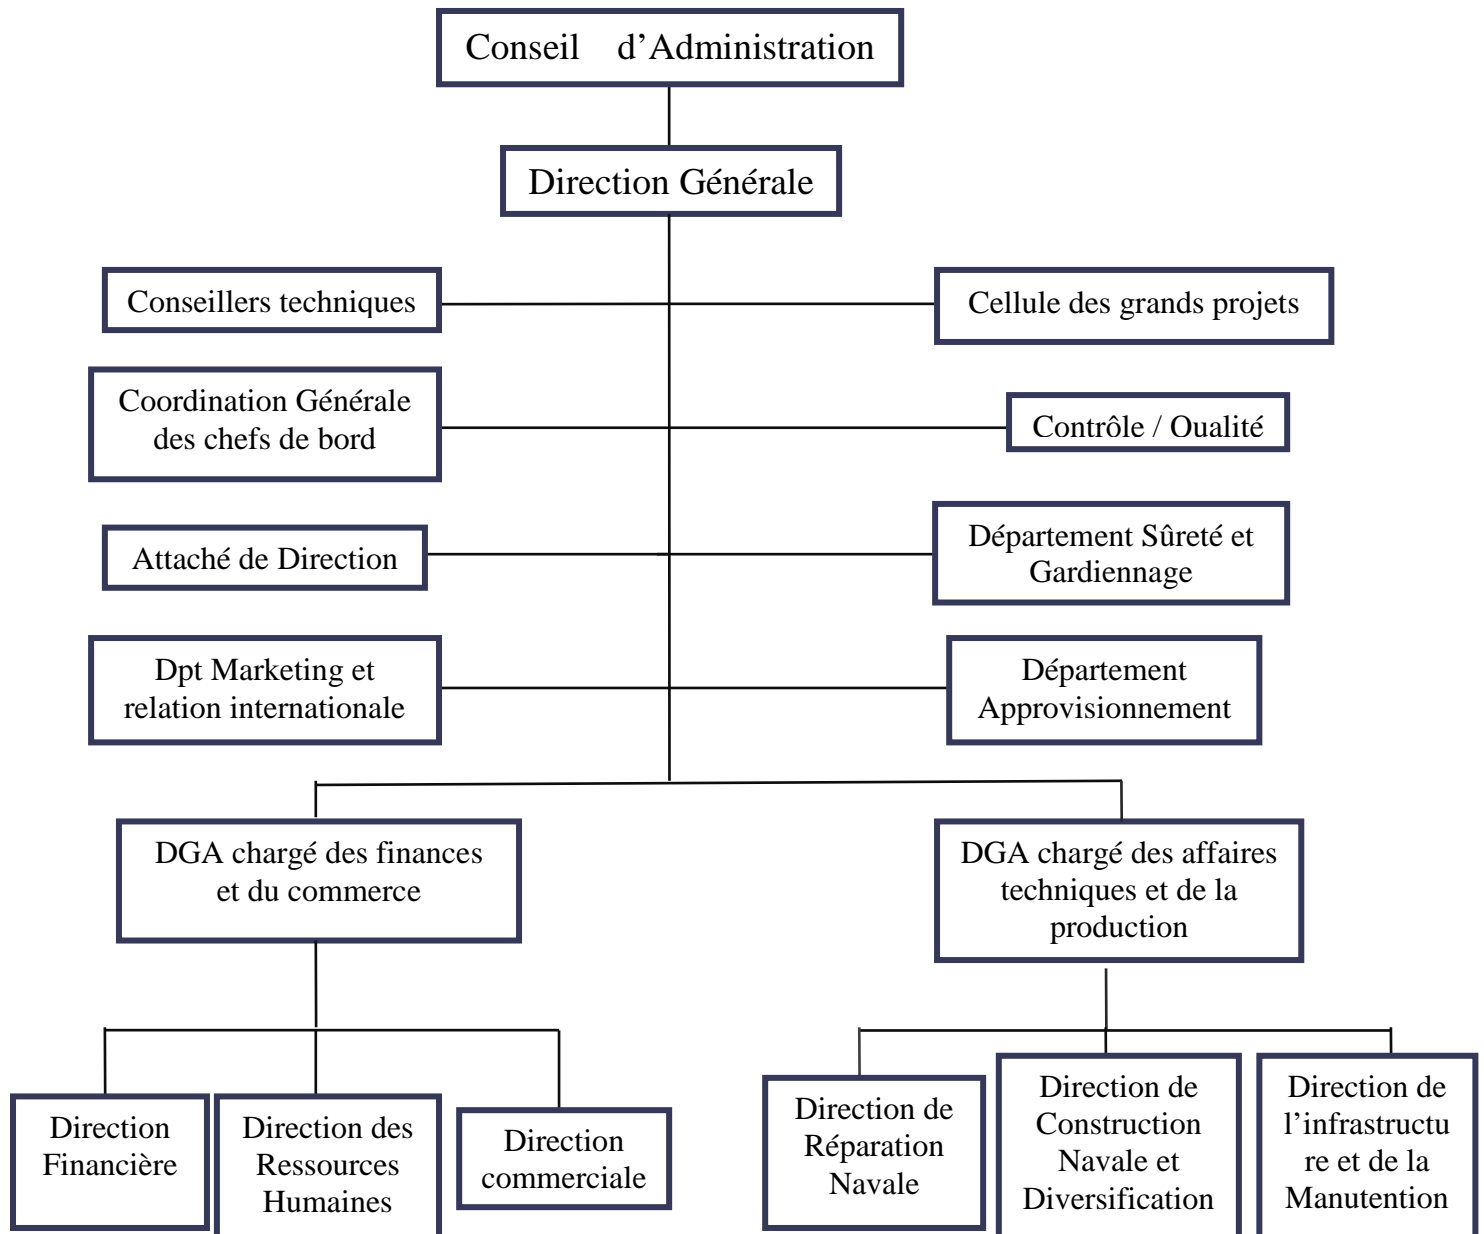 Conseil d’Administration
Direction Générale
Conseillers techniques
Cellule des grands projets
Coordination Générale
des chefs de bord
Contrôle / Oualité
Attaché de Direction
Département Sûreté et
Gardiennage
Dpt Marketing et
relation internationale
Département
Approvisionnement
DGA chargé des finances
et du commerce
DGA chargé des affaires
techniques et de la
production
Direction
Financière
Direction des
Ressources
Humaines
Direction
commerciale
Direction de
Réparation
Navale
Direction de
Construction
Navale et
Diversification
Direction de
l’infrastructu
re et de la
Manutention